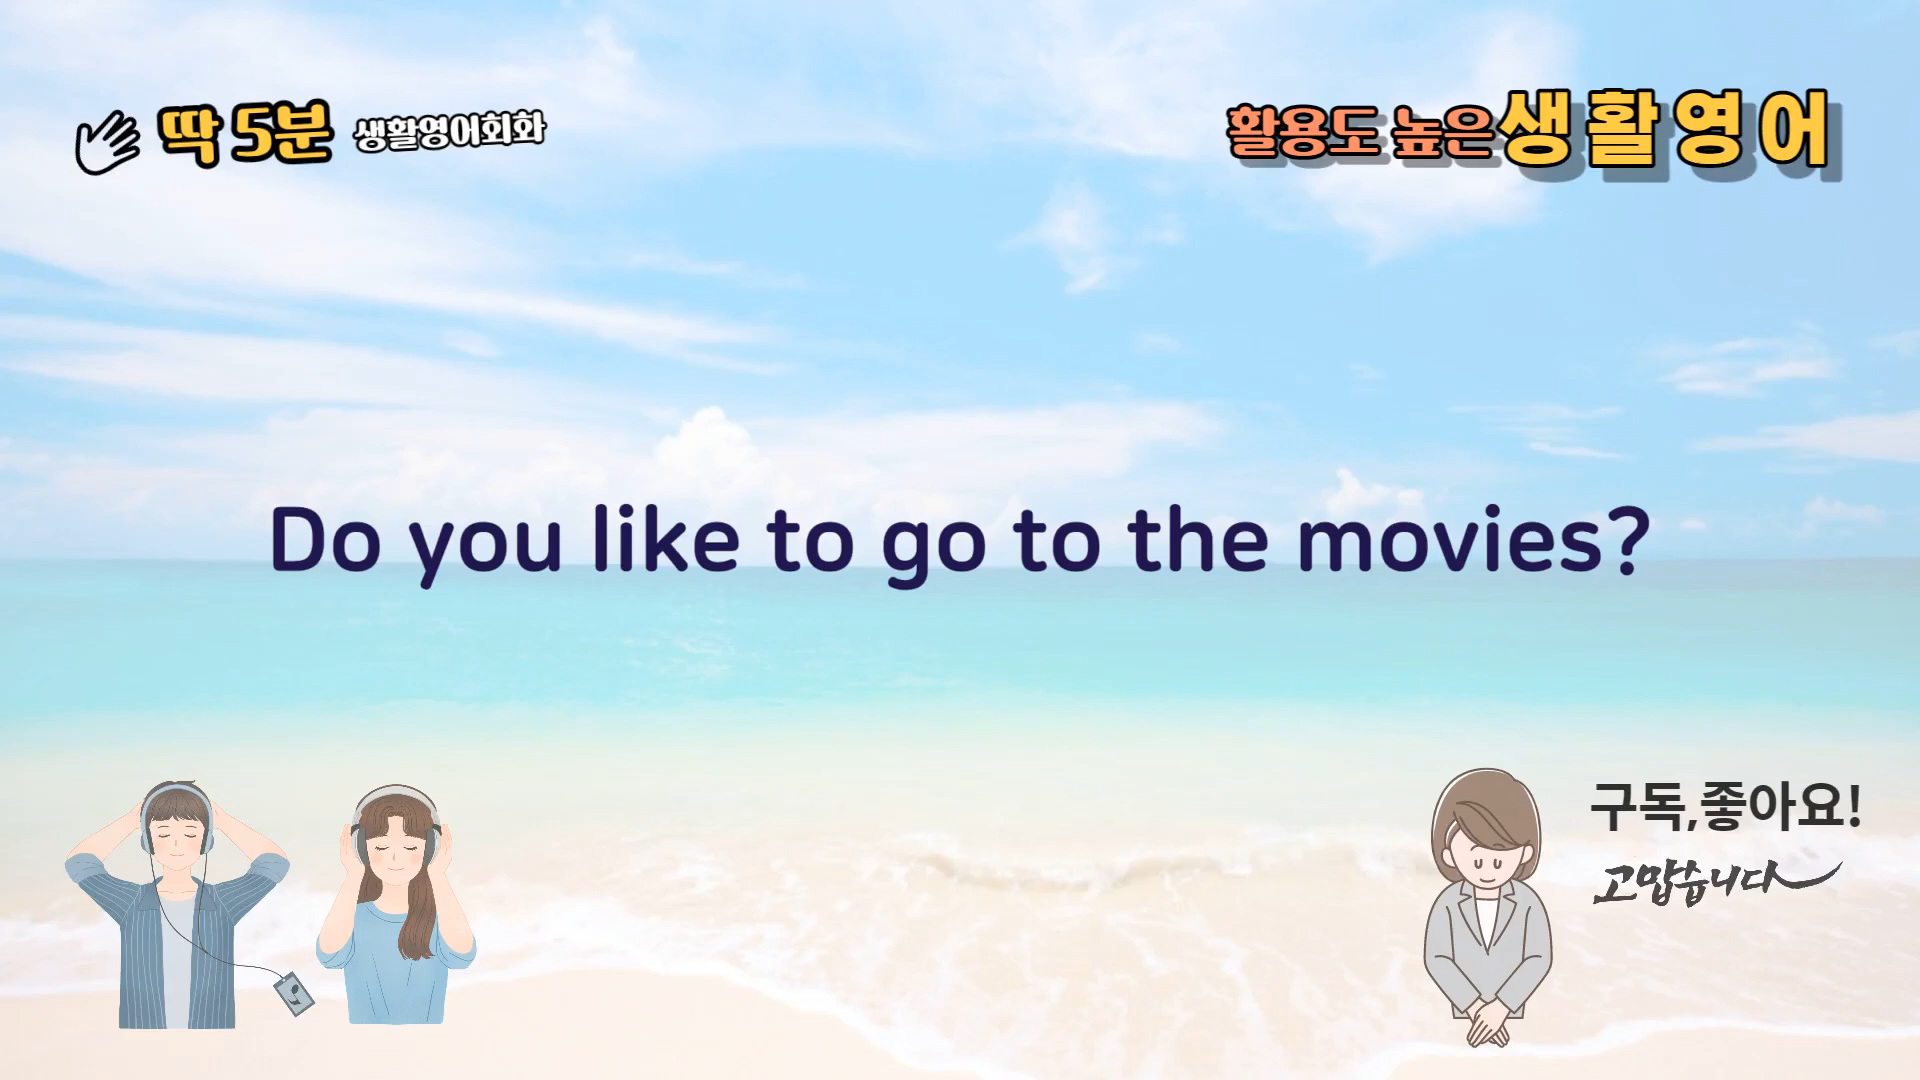 딱 5분 생활영어회화
활용도 높은 생활영어
Do you like to go to the movies?
구독,좋아요!
고맙습니다